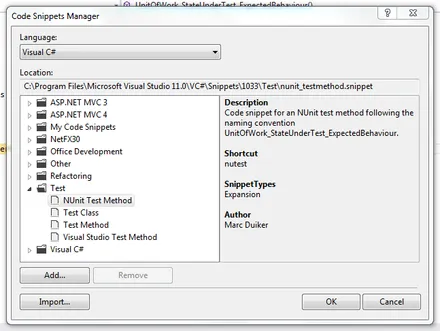 UnitOfWork_StateUnderTest_ExpectedBehaviour()
Code Snippets Manager
Language:
Visual C#
Location:
C:\Program Files\Microsoft Visual Studio 11.0\VC#\Snippets\1033\Test\nunit_testmethod.snippet
ASP.NET MVC 3
ASP.NET MVC 4
My Code Snippets
NetFX30
Office Development
Other
Refactoring
Test
NUnit Test Method
Test Class
Test Method
Visual Studio Test Method
Visual C#
Description
Code snippet for an NUnit test method following the
naming convention
UnitOfWork_StateUnderTest_ExpectedBehaviour.
Shortcut
nutest
SnippetTypes
Expansion
Author
Marc Duiker
Add...
Remove
Import...
OK
Cancel